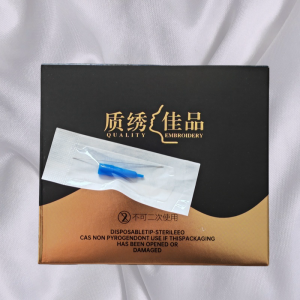 质绣佳品
QUALITY EMBROIDERY
不可二次使用
DISPOSABLETIP-STERILEED
CAS NON PYROGENDONT USE IF THISPACKAGING
HAS BEEN OPENED OR
DAMAGED